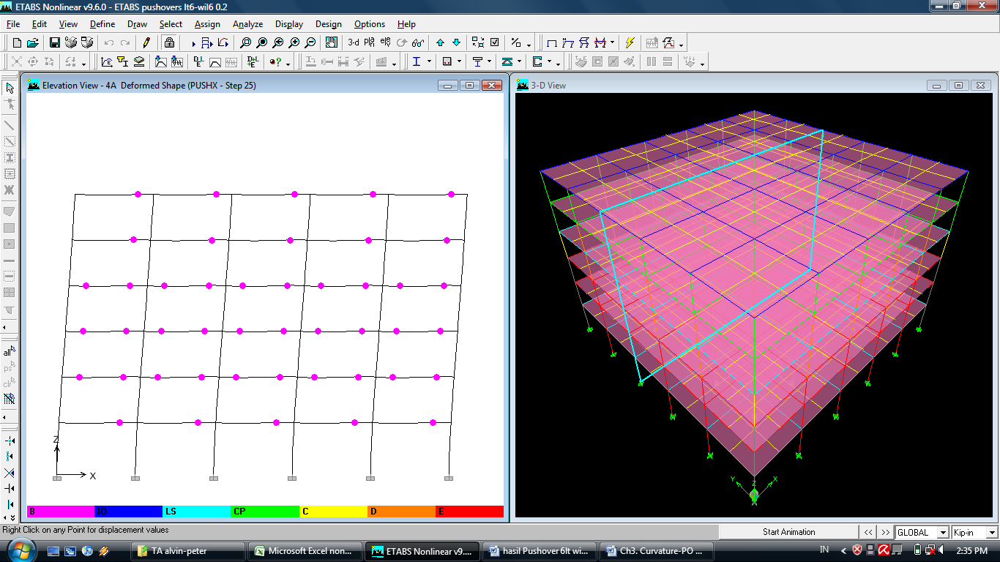 ETABS Nonlinear v9.6.0 - ETABS pushovers lt6-wil6 0.2
File Edit View Define Draw Select Assign Analyze Display Design Options Help
3-d
all
ps
clr
Elevation View - 4A Deformed Shape (PUSHX - Step 25)
Z
X
B IO LS CP C D E
3-D View
Y Z X
Right Click on any Point for displacement values
Start Animation << >> GLOBAL Kip-in
TA alvin-peter
Microsoft Excel non...
ETABS Nonlinear v9....
hasil Pushover 6lt wi...
Ch3. Curvature-PO ...
IN
2:35 PM